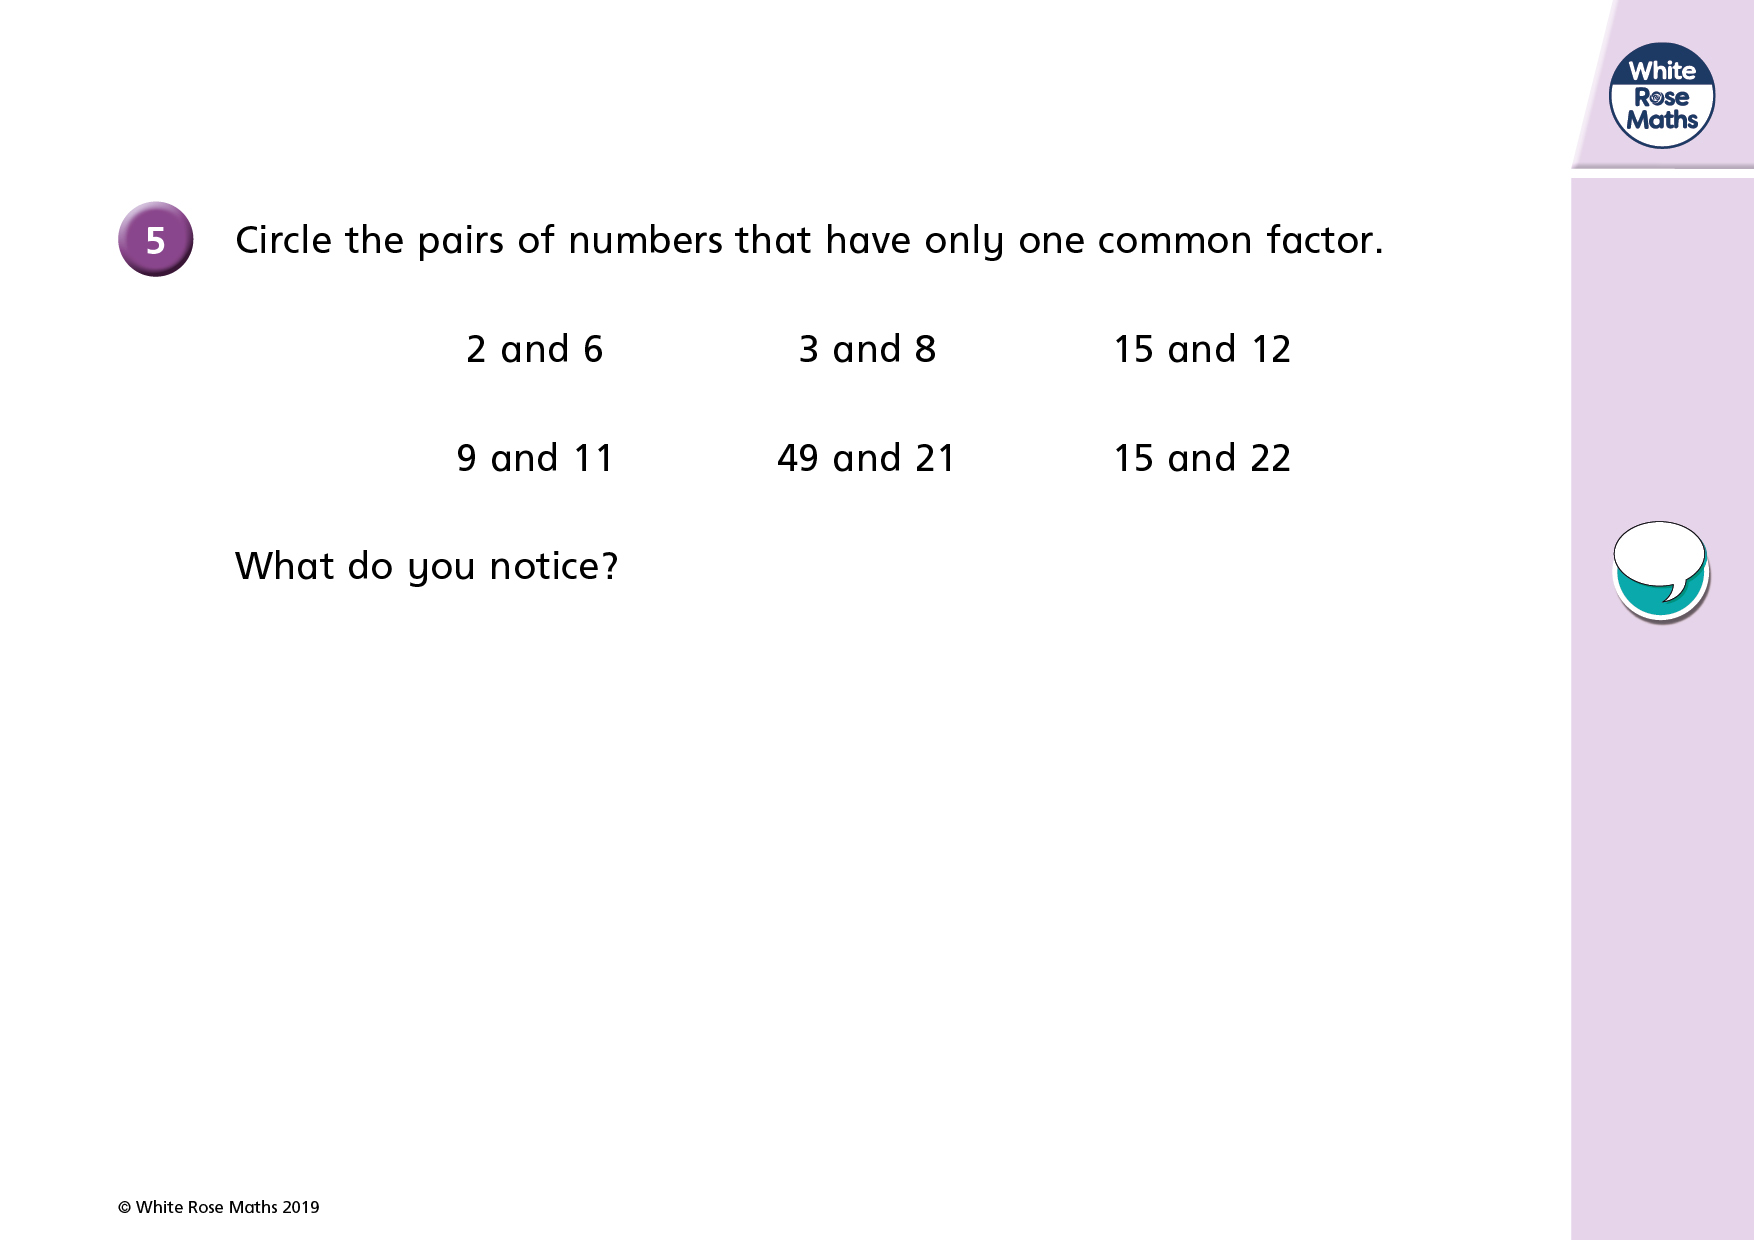 White
Rose
Maths
5 Circle the pairs of numbers that have only one common factor.
2 and 6 3 and 8 15 and 12
9 and 11 49 and 21 15 and 22
What do you notice?
© White Rose Maths 2019